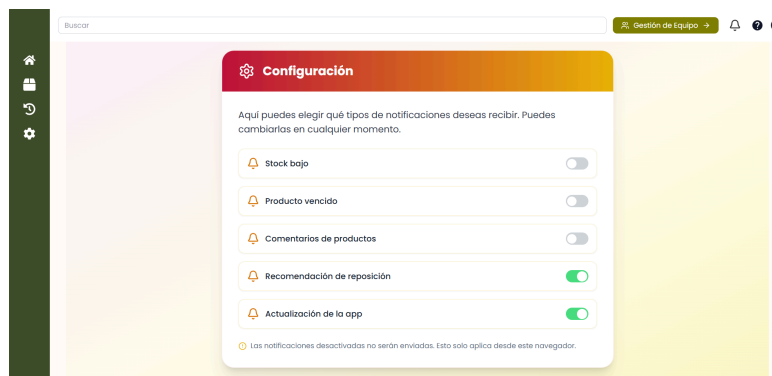 Buscar
Gestión de Equipo →
Configuración
Aquí puedes elegir qué tipos de notificaciones deseas recibir. Puedes
cambiarlas en cualquier momento.
Stock bajo
Producto vencido
Comentarios de productos
Recomendación de reposición
Actualización de la app
Las notificaciones desactivadas no serán enviadas. Esto solo aplica desde este navegador.